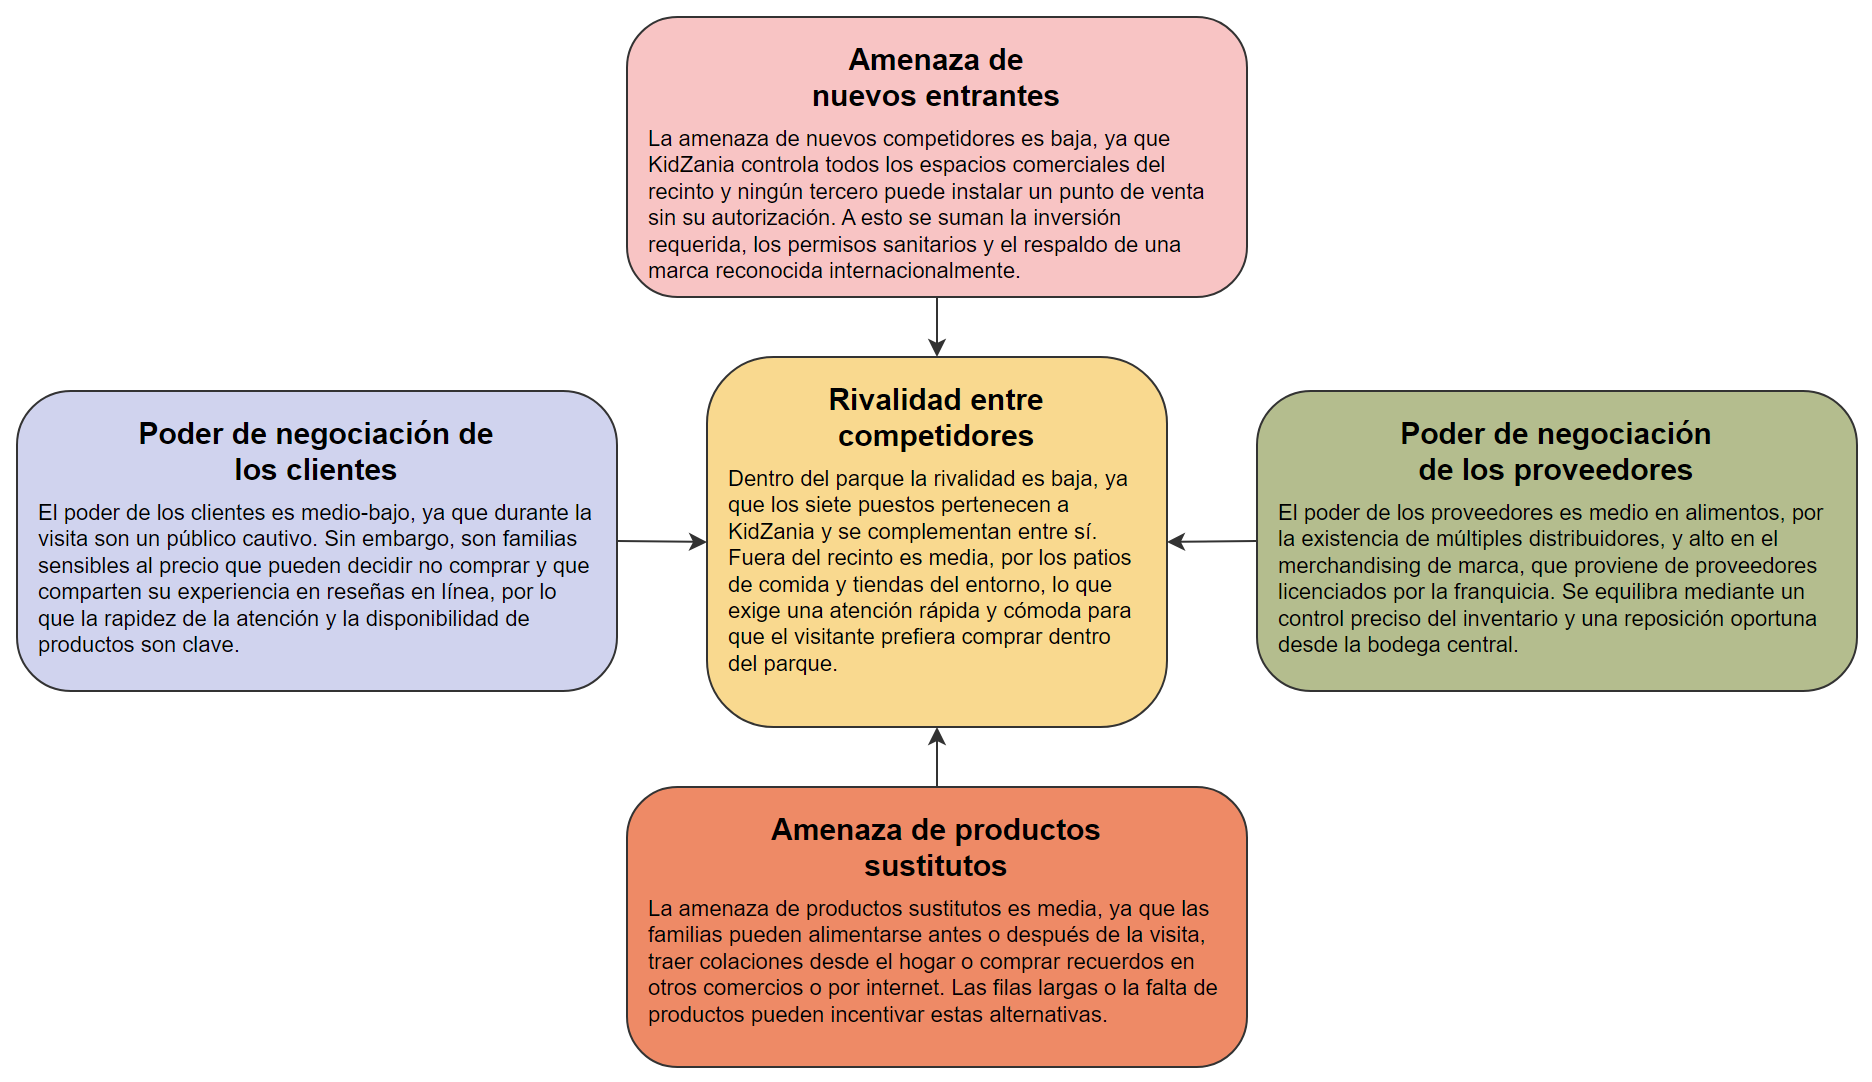 Amenaza de
nuevos entrantes
La amenaza de nuevos competidores es baja, ya que
KidZania controla todos los espacios comerciales del
recinto y ningún tercero puede instalar un punto de venta
sin su autorización. A esto se suman la inversión
requerida, los permisos sanitarios y el respaldo de una
marca reconocida internacionalmente.
Poder de negociación de
los clientes
El poder de los clientes es medio-bajo, ya que durante la
visita son un público cautivo. Sin embargo, son familias
sensibles al precio que pueden decidir no comprar y que
comparten su experiencia en reseñas en línea, por lo
que la rapidez de la atención y la disponibilidad de
productos son clave.
Rivalidad entre
competidores
Dentro del parque la rivalidad es baja, ya
que los siete puestos pertenecen a
KidZania y se complementan entre sí.
Fuera del recinto es media, por los patios
de comida y tiendas del entorno, lo que
exige una atención rápida y cómoda para
que el visitante prefiera comprar dentro
del parque.
Poder de negociación
de los proveedores
El poder de los proveedores es medio en alimentos, por
la existencia de múltiples distribuidores, y alto en el
merchandising de marca, que proviene de proveedores
licenciados por la franquicia. Se equilibra mediante un
control preciso del inventario y una reposición oportuna
desde la bodega central.
Amenaza de productos
sustitutos
La amenaza de productos sustitutos es media, ya que las
familias pueden alimentarse antes o después de la visita,
traer colaciones desde el hogar o comprar recuerdos en
otros comercios o por internet. Las filas largas o la falta de
productos pueden incentivar estas alternativas.